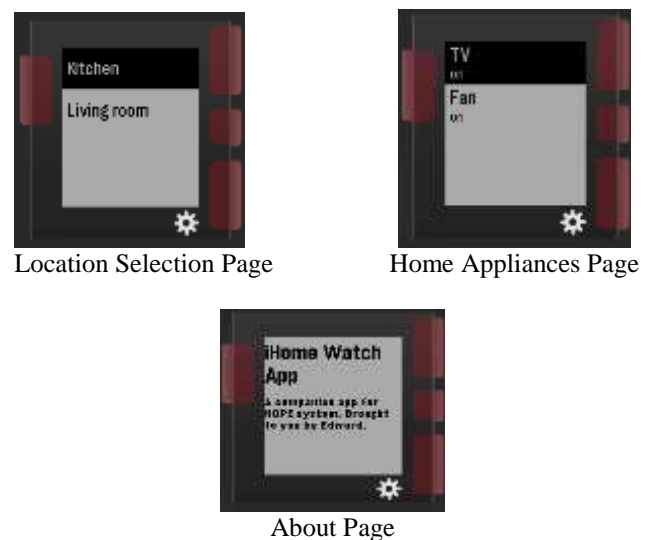 Kitchen
Living room
TV
on
Fan
on
Location Selection Page
Home Appliances Page
iHome Watch
App
A companion app for
HOPE system. Brought
to you by Edward.
About Page